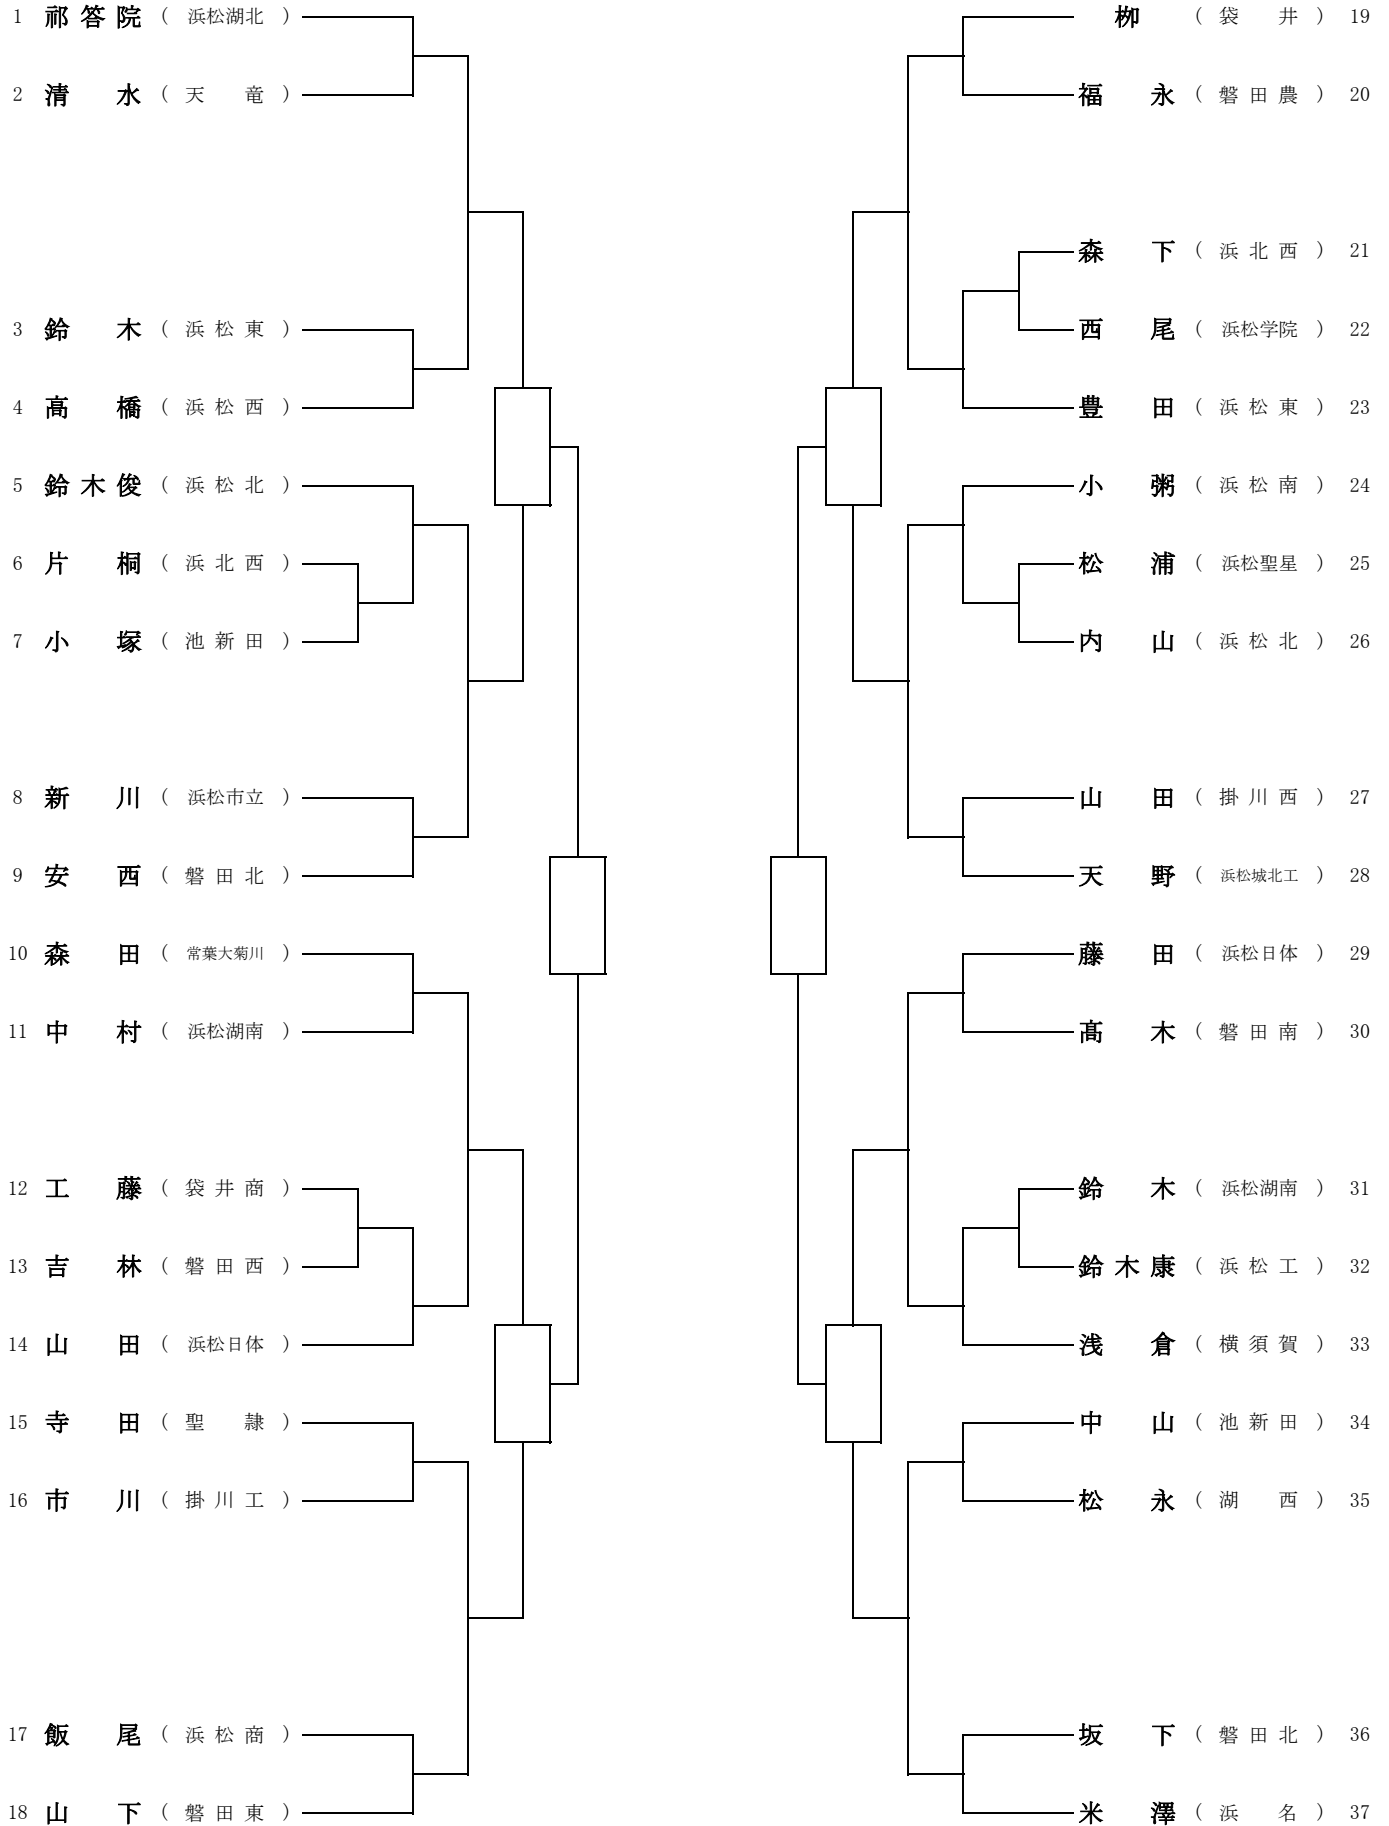 1 祁答院 ( 浜松湖北 )
2 清水 ( 天竜 )
3 鈴木 ( 浜松東 )
4 高橋 ( 浜松西 )
5 鈴木俊 ( 浜松北 )
6 片桐 ( 浜北西 )
7 小塚 ( 池新田 )
8 新川 ( 浜松市立 )
9 安西 ( 磐田北 )
10 森田 ( 常葉大菊川 )
11 中村 ( 浜松湖南 )
12 工藤 ( 袋井商 )
13 吉林 ( 磐田西 )
14 山田 ( 浜松日体 )
15 寺田 ( 聖隷 )
16 市川 ( 掛川工 )
17 飯尾 ( 浜松商 )
18 山下 ( 磐田東 )
栁 ( 袋井 ) 19
福永 ( 磐田農 ) 20
森下 ( 浜北西 ) 21
西尾 ( 浜松学院 ) 22
豊田 ( 浜松東 ) 23
小粥 ( 浜松南 ) 24
松浦 ( 浜松聖星 ) 25
内山 ( 浜松北 ) 26
山田 ( 掛川西 ) 27
天野 ( 浜松城北工 ) 28
藤田 ( 浜松日体 ) 29
髙木 ( 磐田南 ) 30
鈴木 ( 浜松湖南 ) 31
鈴木康 ( 浜松工 ) 32
浅倉 ( 横須賀 ) 33
中山 ( 池新田 ) 34
松永 ( 湖西 ) 35
坂下 ( 磐田北 ) 36
米澤 ( 浜名 ) 37